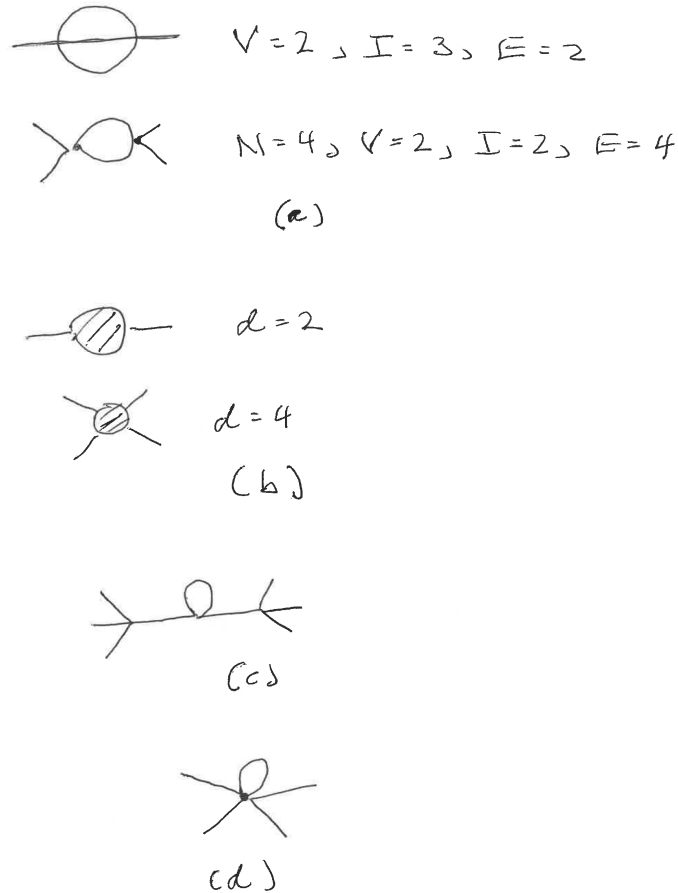 V=2, I=3, E=2
N=4, V=2, I=2, E=4
(a)
d=2
d=4
(b)
(c)
(d)